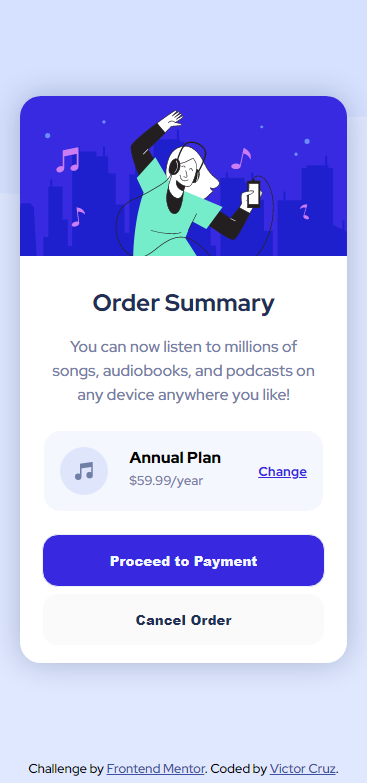 Order Summary
You can now listen to millions of
songs, audiobooks, and podcasts on
any device anywhere you like!
Annual Plan
$59.99/year
Change
Proceed to Payment
Cancel Order
Challenge by Frontend Mentor. Coded by Victor Cruz.